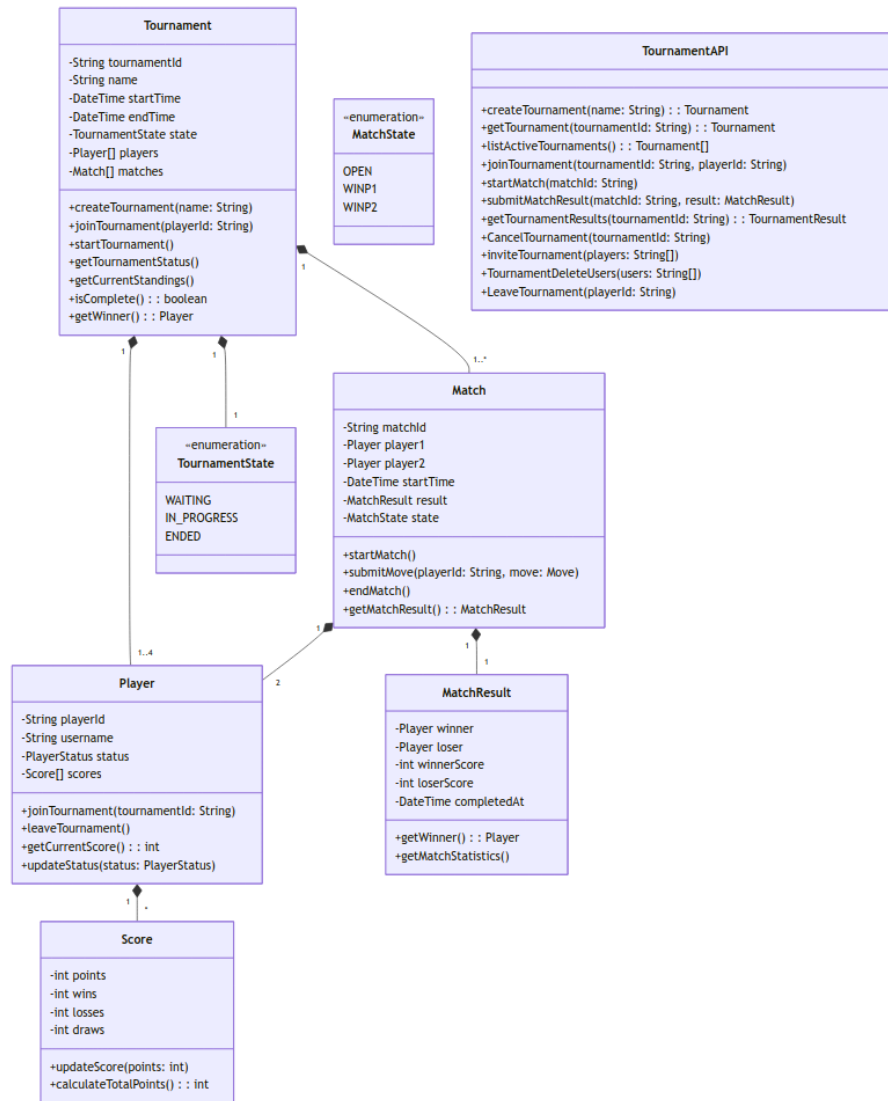 Tournament
-String tournamentId
-String name
-DateTime startTime
-DateTime endTime
-TournamentState state
-Player[] players
-Match[] matches
+createTournament(name: String)
+joinTournament(playerId: String)
+startTournament()
+getTournamentStatus()
+getCurrentStandings()
+isComplete() : : boolean
+getWinner() : : Player
«enumeration»
MatchState
OPEN
WINP1
WINP2
TournamentAPI
+createTournament(name: String) : : Tournament
+getTournament(tournamentId: String) : : Tournament
+listActiveTournaments() : : Tournament[]
+joinTournament(tournamentId: String, playerId: String)
+startMatch(matchId: String)
+submitMatchResult(matchId: String, result: MatchResult)
+getTournamentResults(tournamentId: String) : : TournamentResult
+CancelTournament(tournamentId: String)
+inviteTournament(players: String[])
+TournamentDeleteUsers(users: String[])
+LeaveTournament(playerId: String)
1
1
1
1..*
1
«enumeration»
TournamentState
WAITING
IN_PROGRESS
ENDED
Match
-String matchId
-Player player1
-Player player2
-DateTime startTime
-MatchResult result
-MatchState state
+startMatch()
+submitMove(playerId: String, move: Move)
+endMatch()
+getMatchResult() : : MatchResult
1
1
1..4
2
1
Player
-String playerId
-String username
-PlayerStatus status
-Score[] scores
+joinTournament(tournamentId: String)
+leaveTournament()
+getCurrentScore() : : int
+updateStatus(status: PlayerStatus)
MatchResult
-Player winner
-Player loser
-int winnerScore
-int loserScore
-DateTime completedAt
+getWinner() : : Player
+getMatchStatistics()
1
*
Score
-int points
-int wins
-int losses
-int draws
+updateScore(points: int)
+calculateTotalPoints() : : int